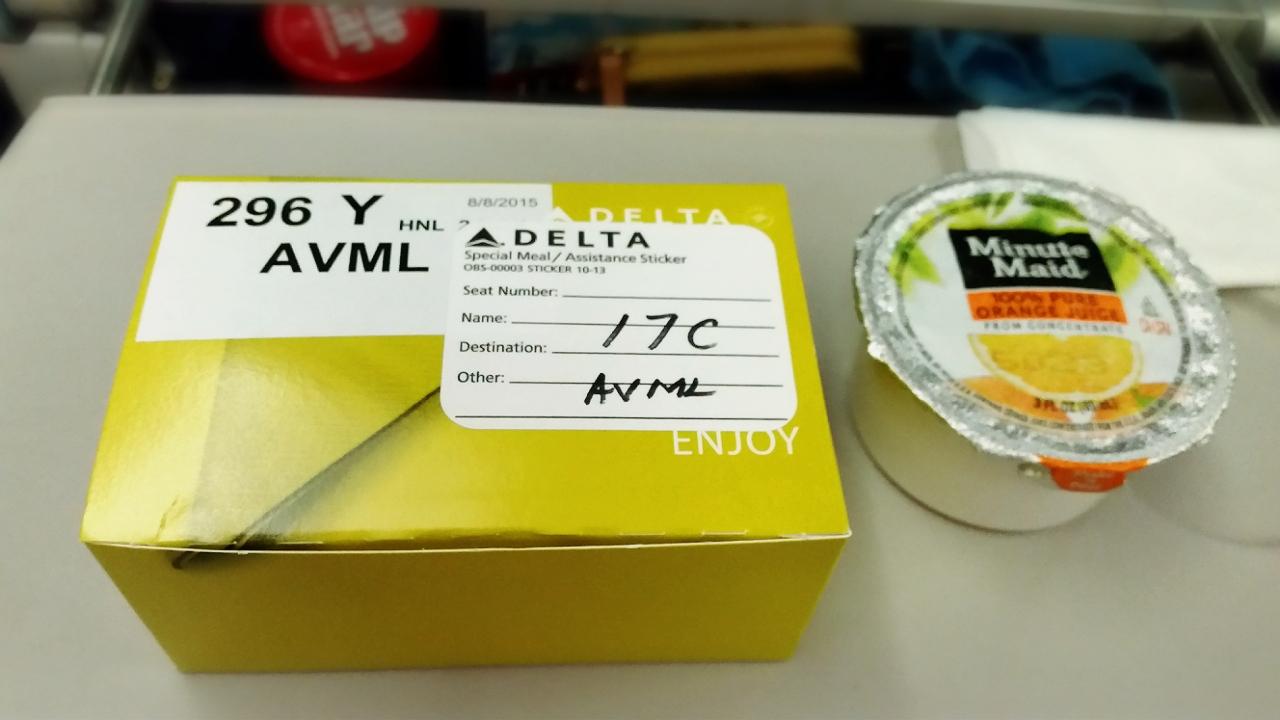 296 Y HNL
8/8/2015
AVML
DELTA
DELTA
Special Meal/Assistance Sticker
OBS-00003 STICKER 10-13
Seat Number:
Name: 17C
Destination:
Other: AVML
ENJOY
Minute
Maid
100% PURE
ORANGE JUICE
FROM CONCENTRATE